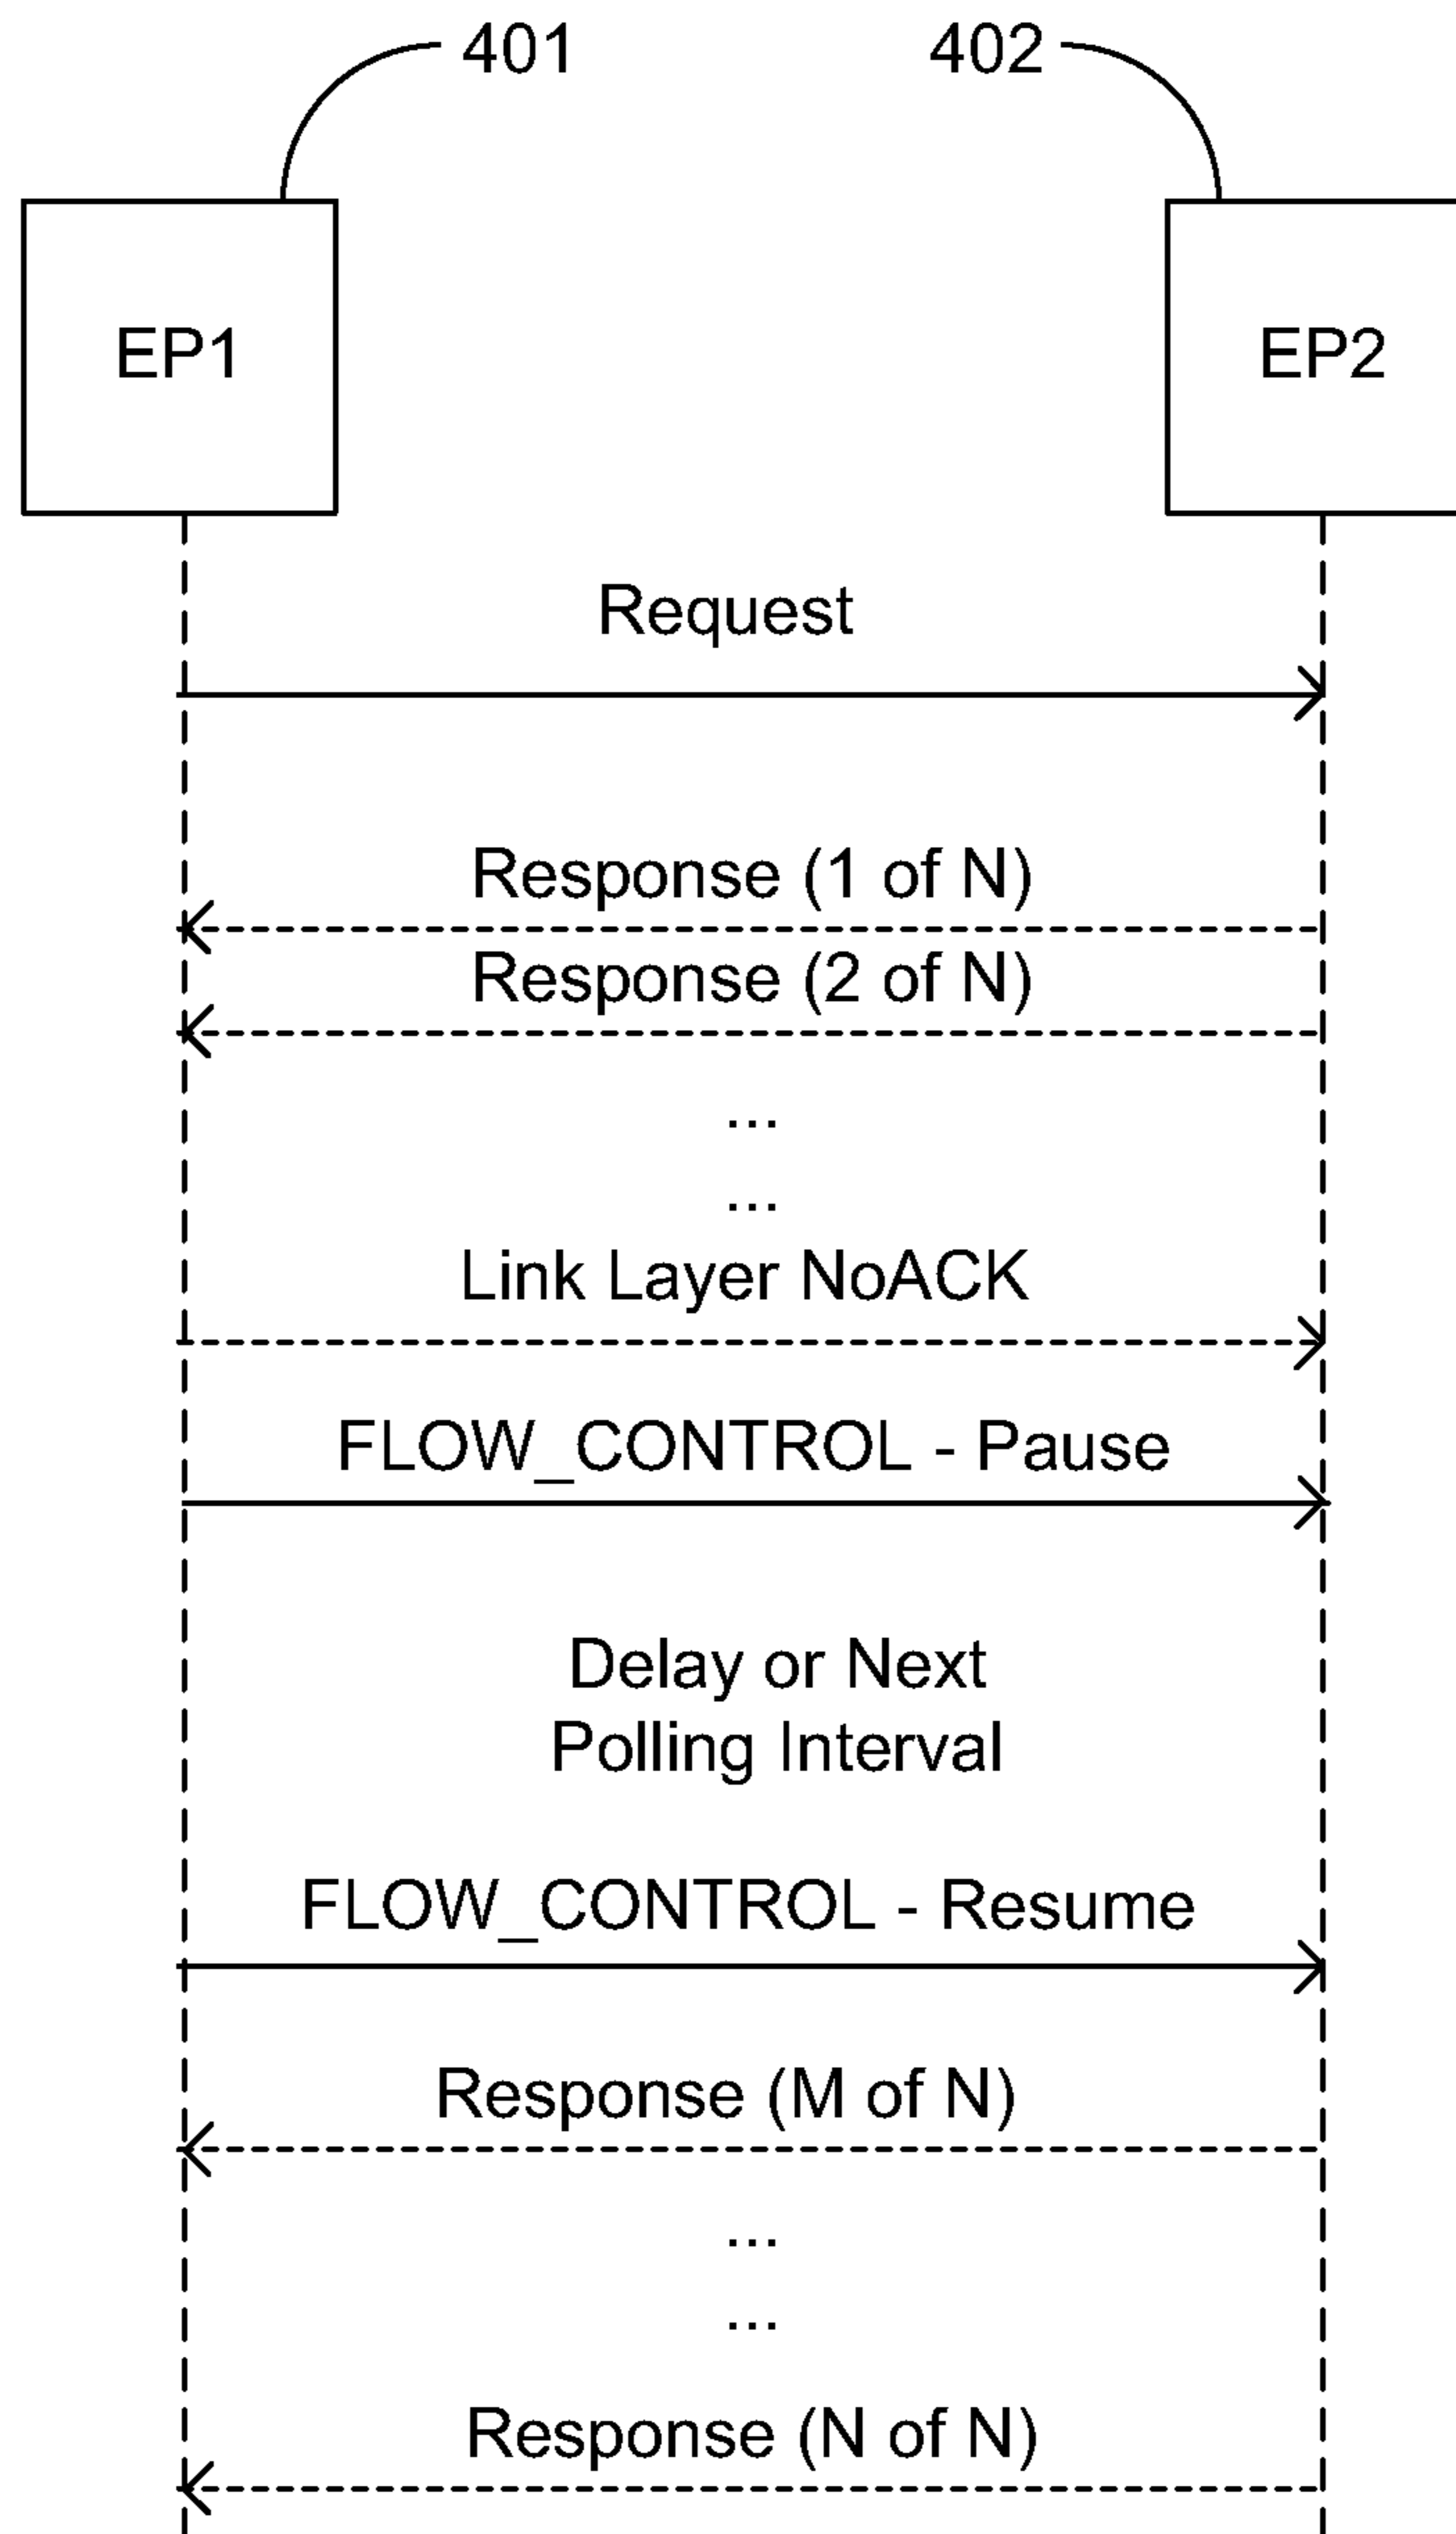 401
402
EP1
EP2
Request
Response (1 of N)
Response (2 of N)
...
...
Link Layer NoACK
FLOW_CONTROL - Pause
Delay or Next
Polling Interval
FLOW_CONTROL - Resume
Response (M of N)
...
...
Response (N of N)